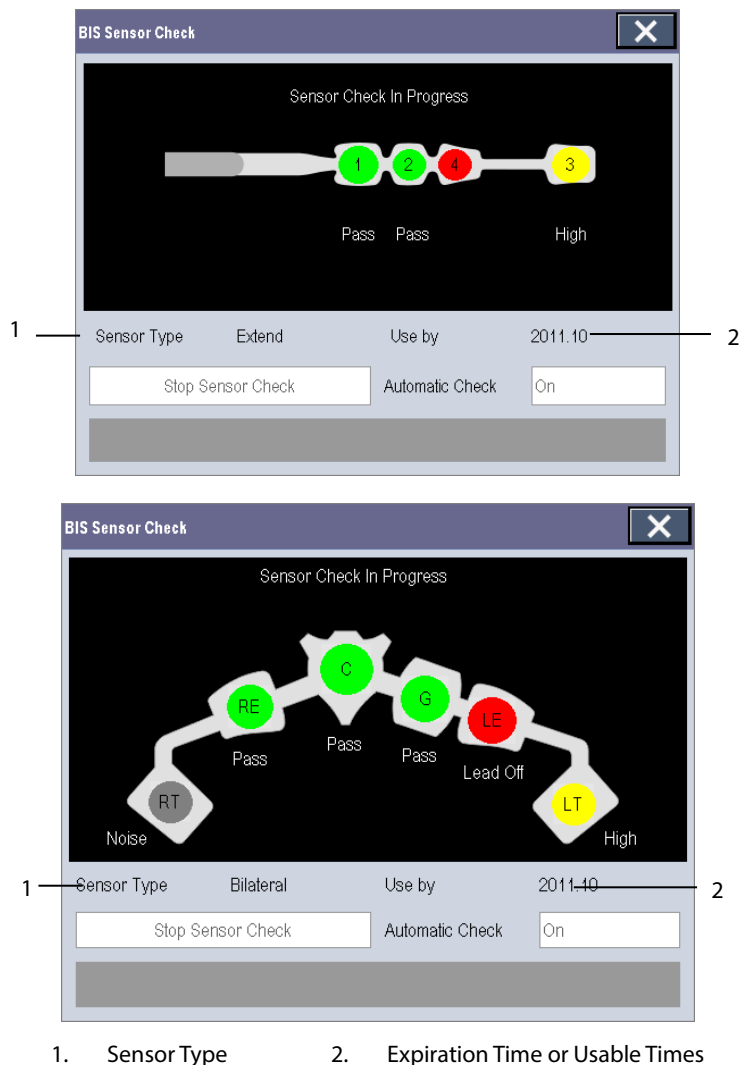 BIS Sensor Check
Sensor Check In Progress
1 2 4 3
Pass Pass High
1 Sensor Type Extend Use by 2011.10 2
Stop Sensor Check Automatic Check On
BIS Sensor Check
Sensor Check In Progress
C
RE G LE
Pass Pass Pass Lead Off
RT LT
Noise High
1 Sensor Type Bilateral Use by 2011.10 2
Stop Sensor Check Automatic Check On
1. Sensor Type 2. Expiration Time or Usable Times